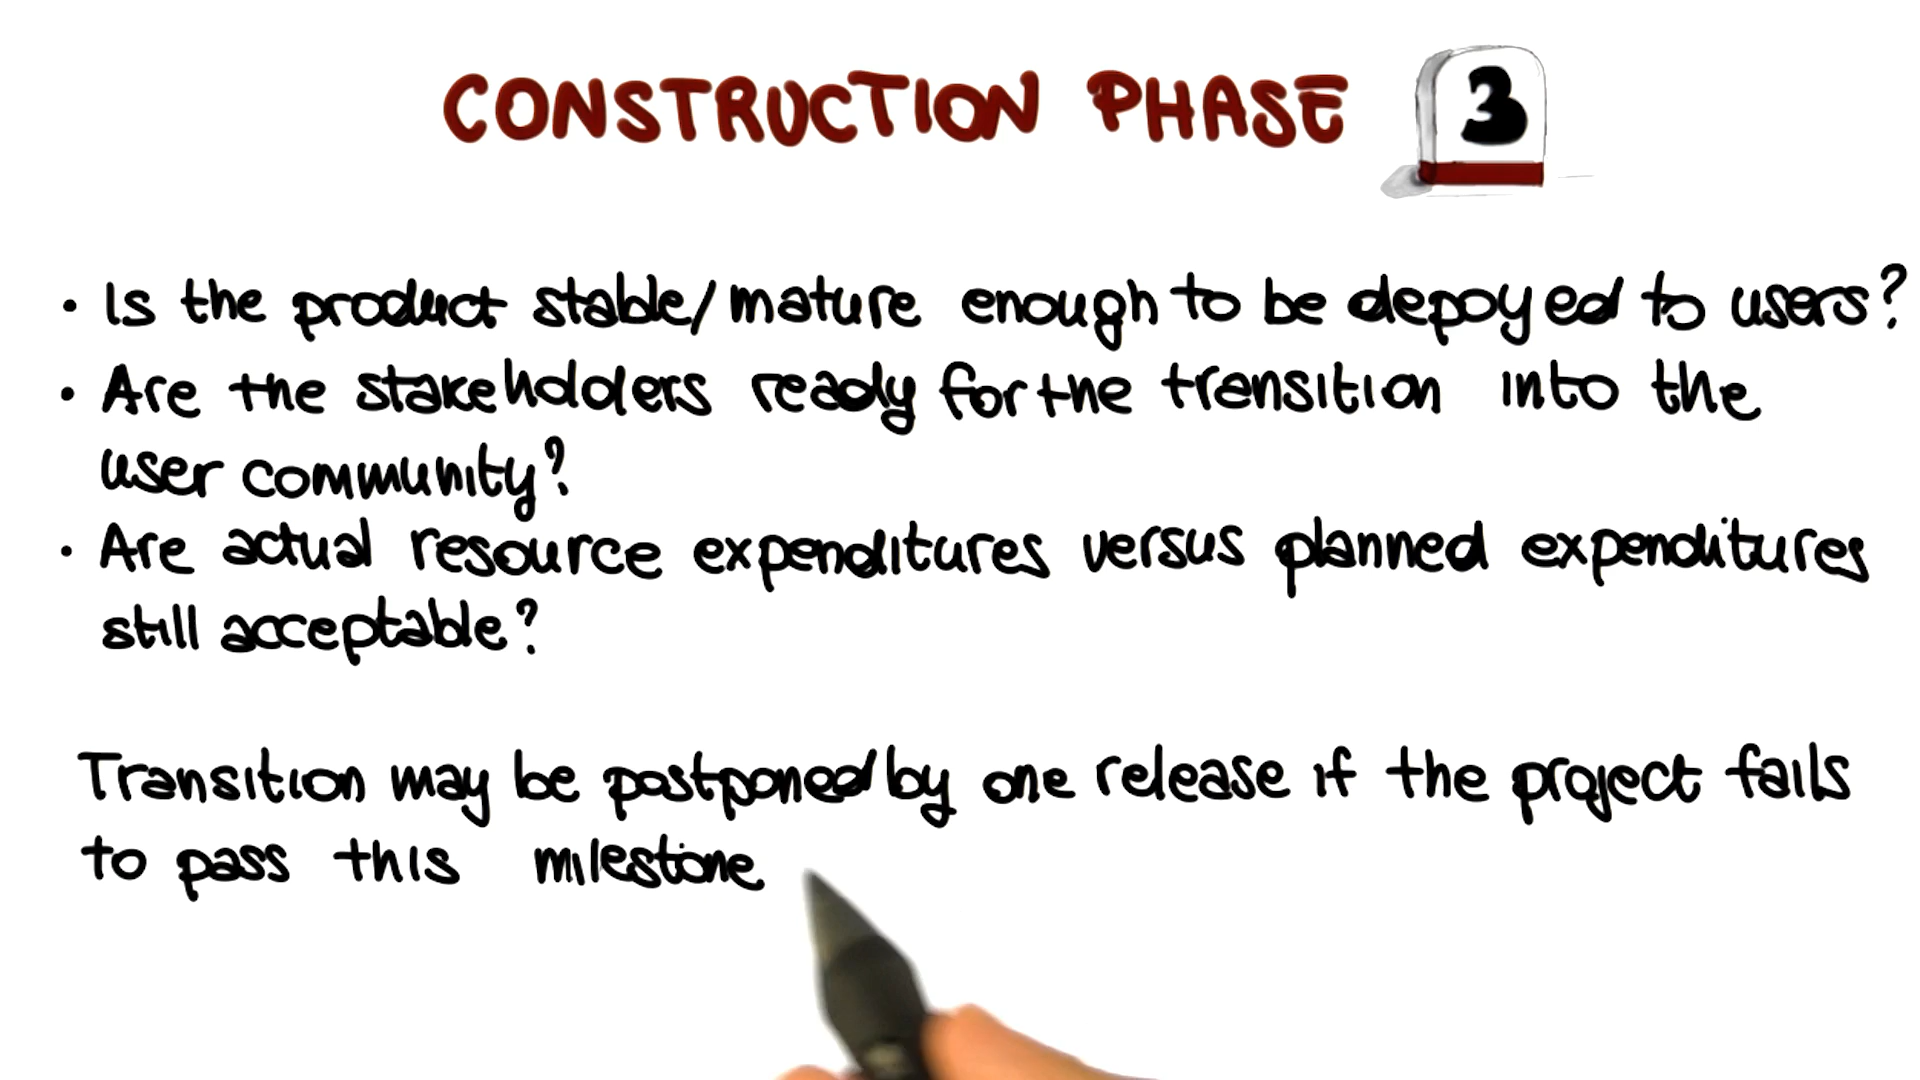 CONSTRUCTION PHASE 3
• Is the product stable/mature enough to be depoyed to users?
• Are the stakeholders ready for the transition into the
user community?
• Are actual resource expenditures versus planned expenditures
still acceptable?
Transition may be postponed by one release if the project fails
to pass this milestone